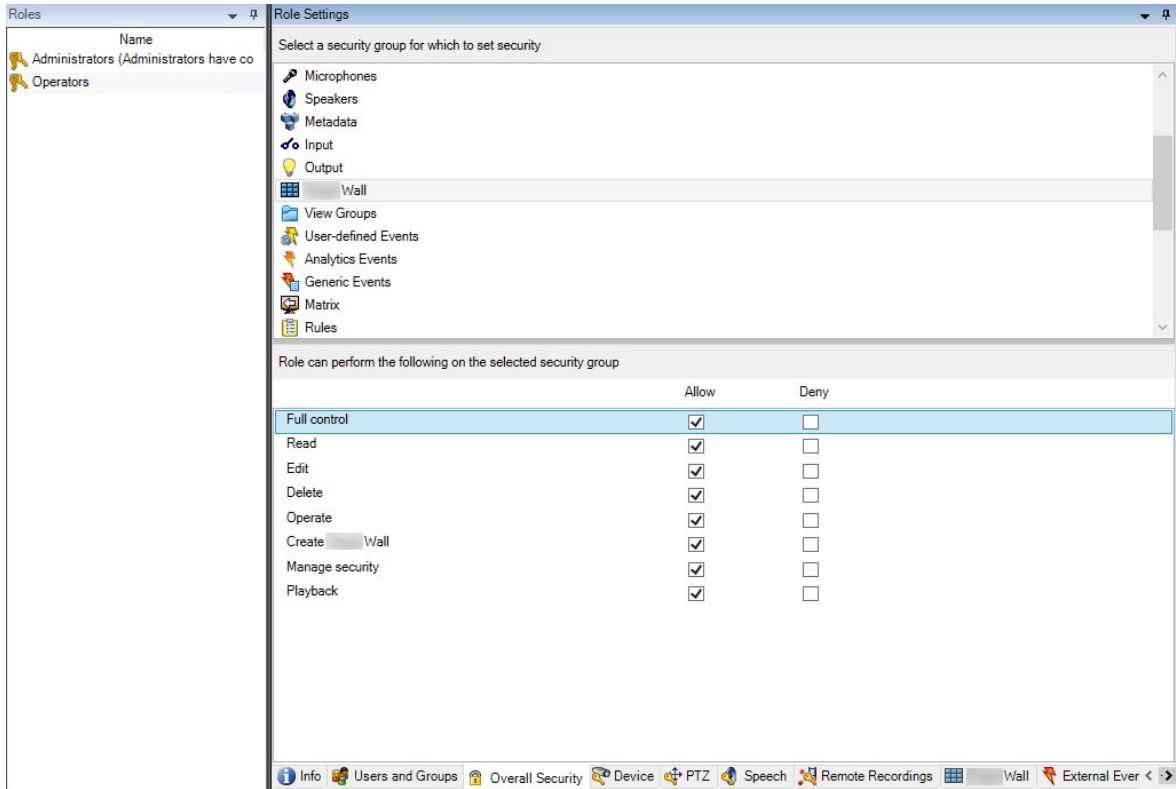 Roles
Name
Administrators (Administrators have co
Operators
Role Settings
Select a security group for which to set security
Microphones
Speakers
Metadata
Input
Output
Wall
View Groups
User-defined Events
Analytics Events
Generic Events
Matrix
Rules
Role can perform the following on the selected security group
Allow Deny
Full control
Read
Edit
Delete
Operate
Create Wall
Manage security
Playback
Info Users and Groups Overall Security Device PTZ Speech Remote Recordings Wall External Ever